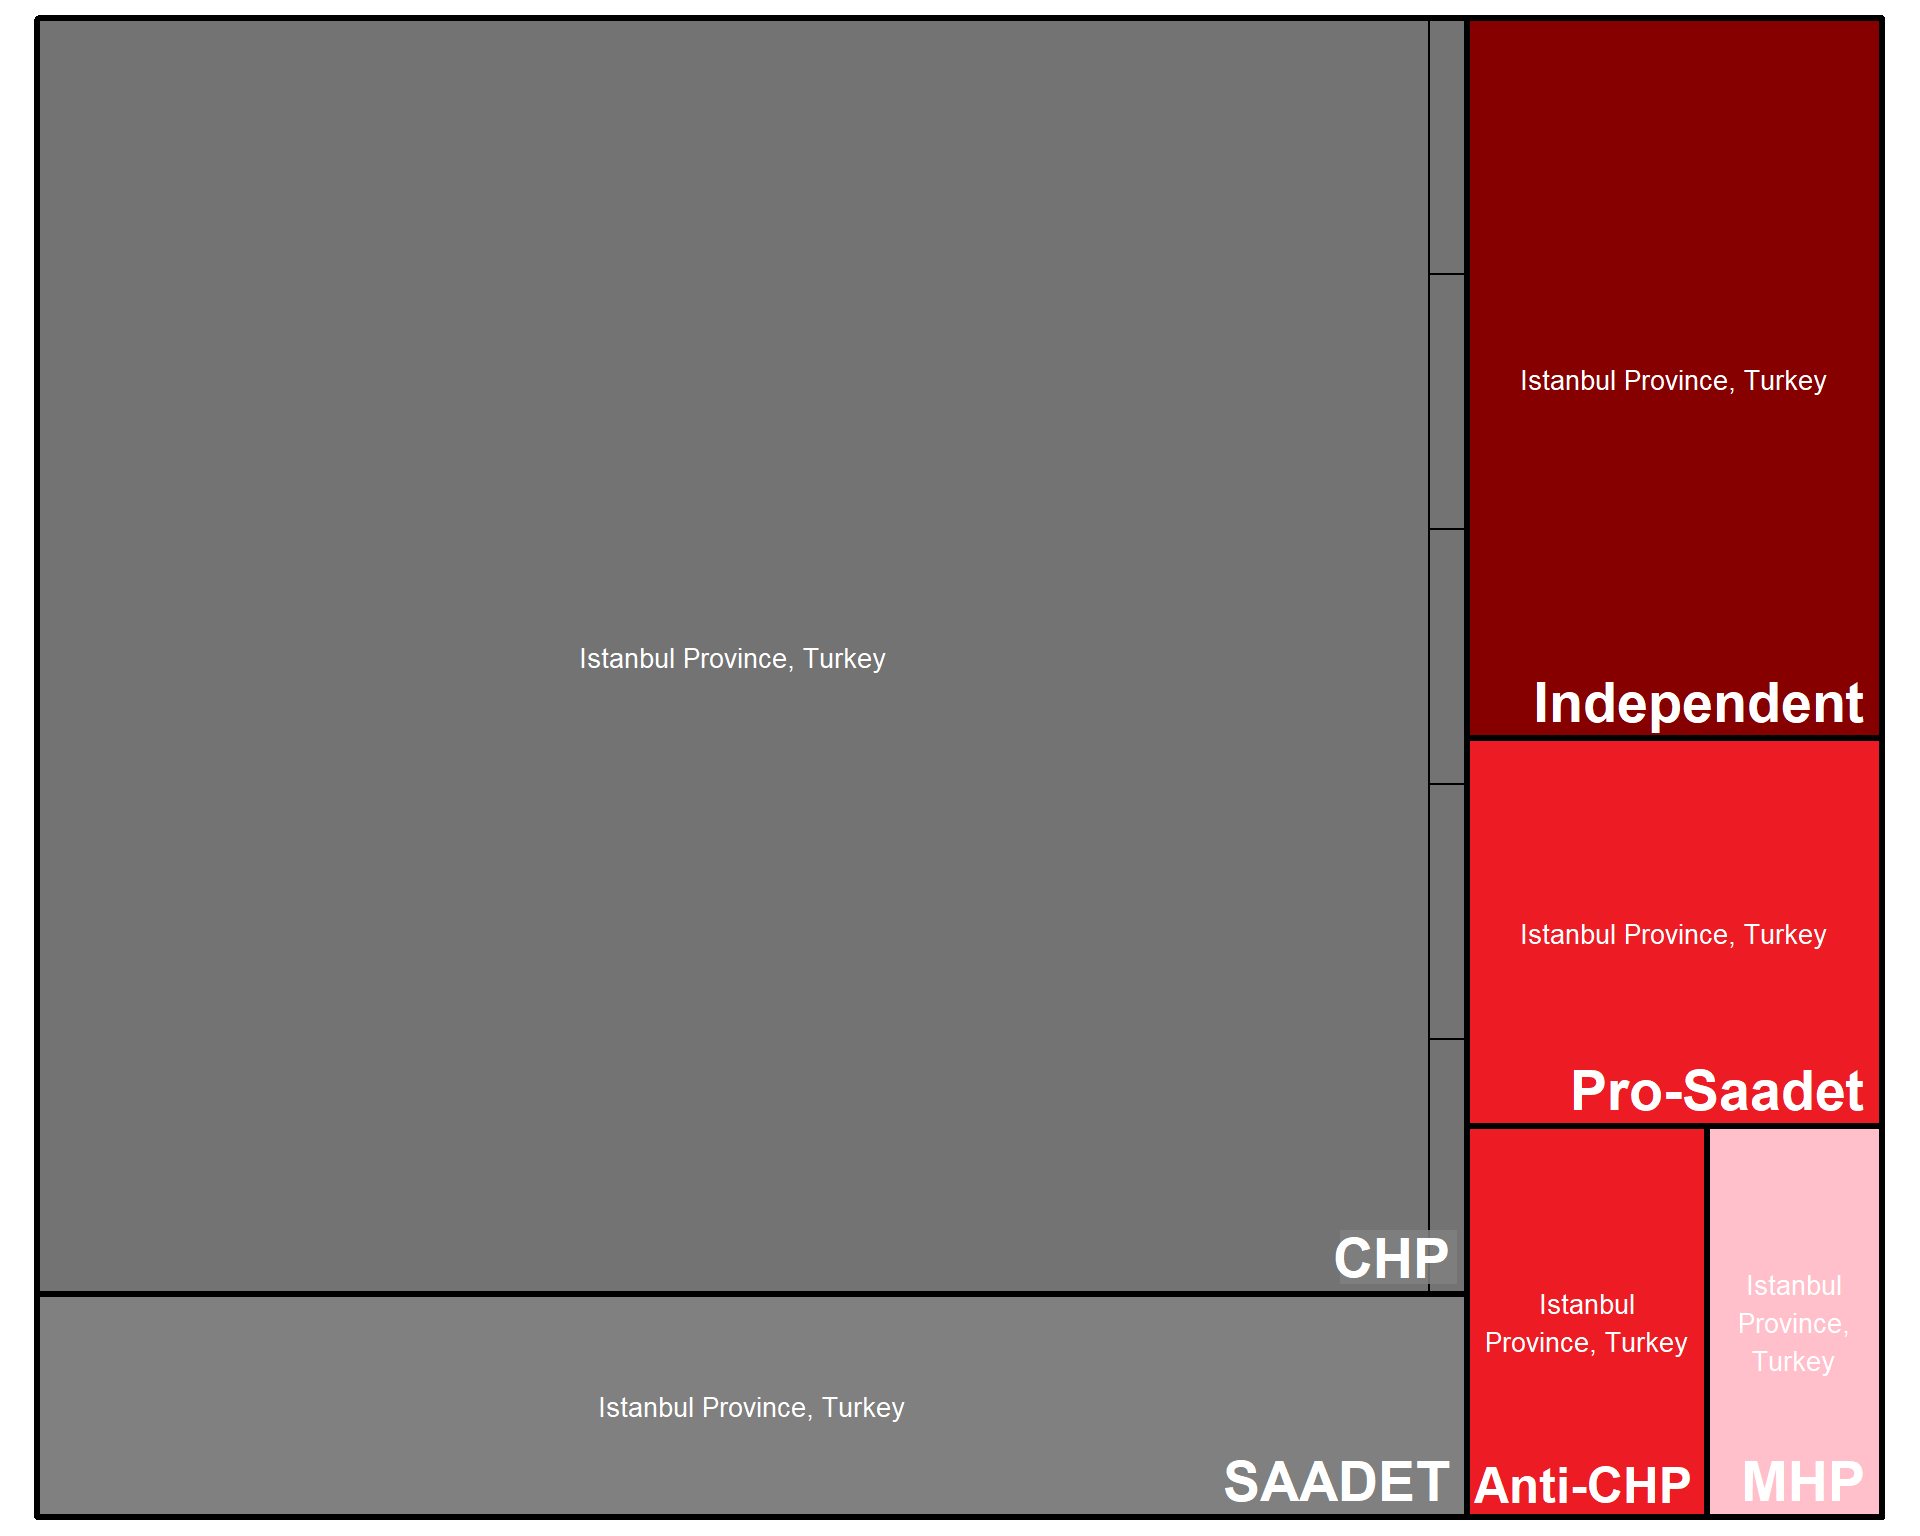 Istanbul Province, Turkey
CHP
Istanbul Province, Turkey
SAADET
Istanbul Province, Turkey
Independent
Istanbul Province, Turkey
Pro-Saadet
Istanbul
Province, Turkey
Anti-CHP
Istanbul
Province,
Turkey
MHP